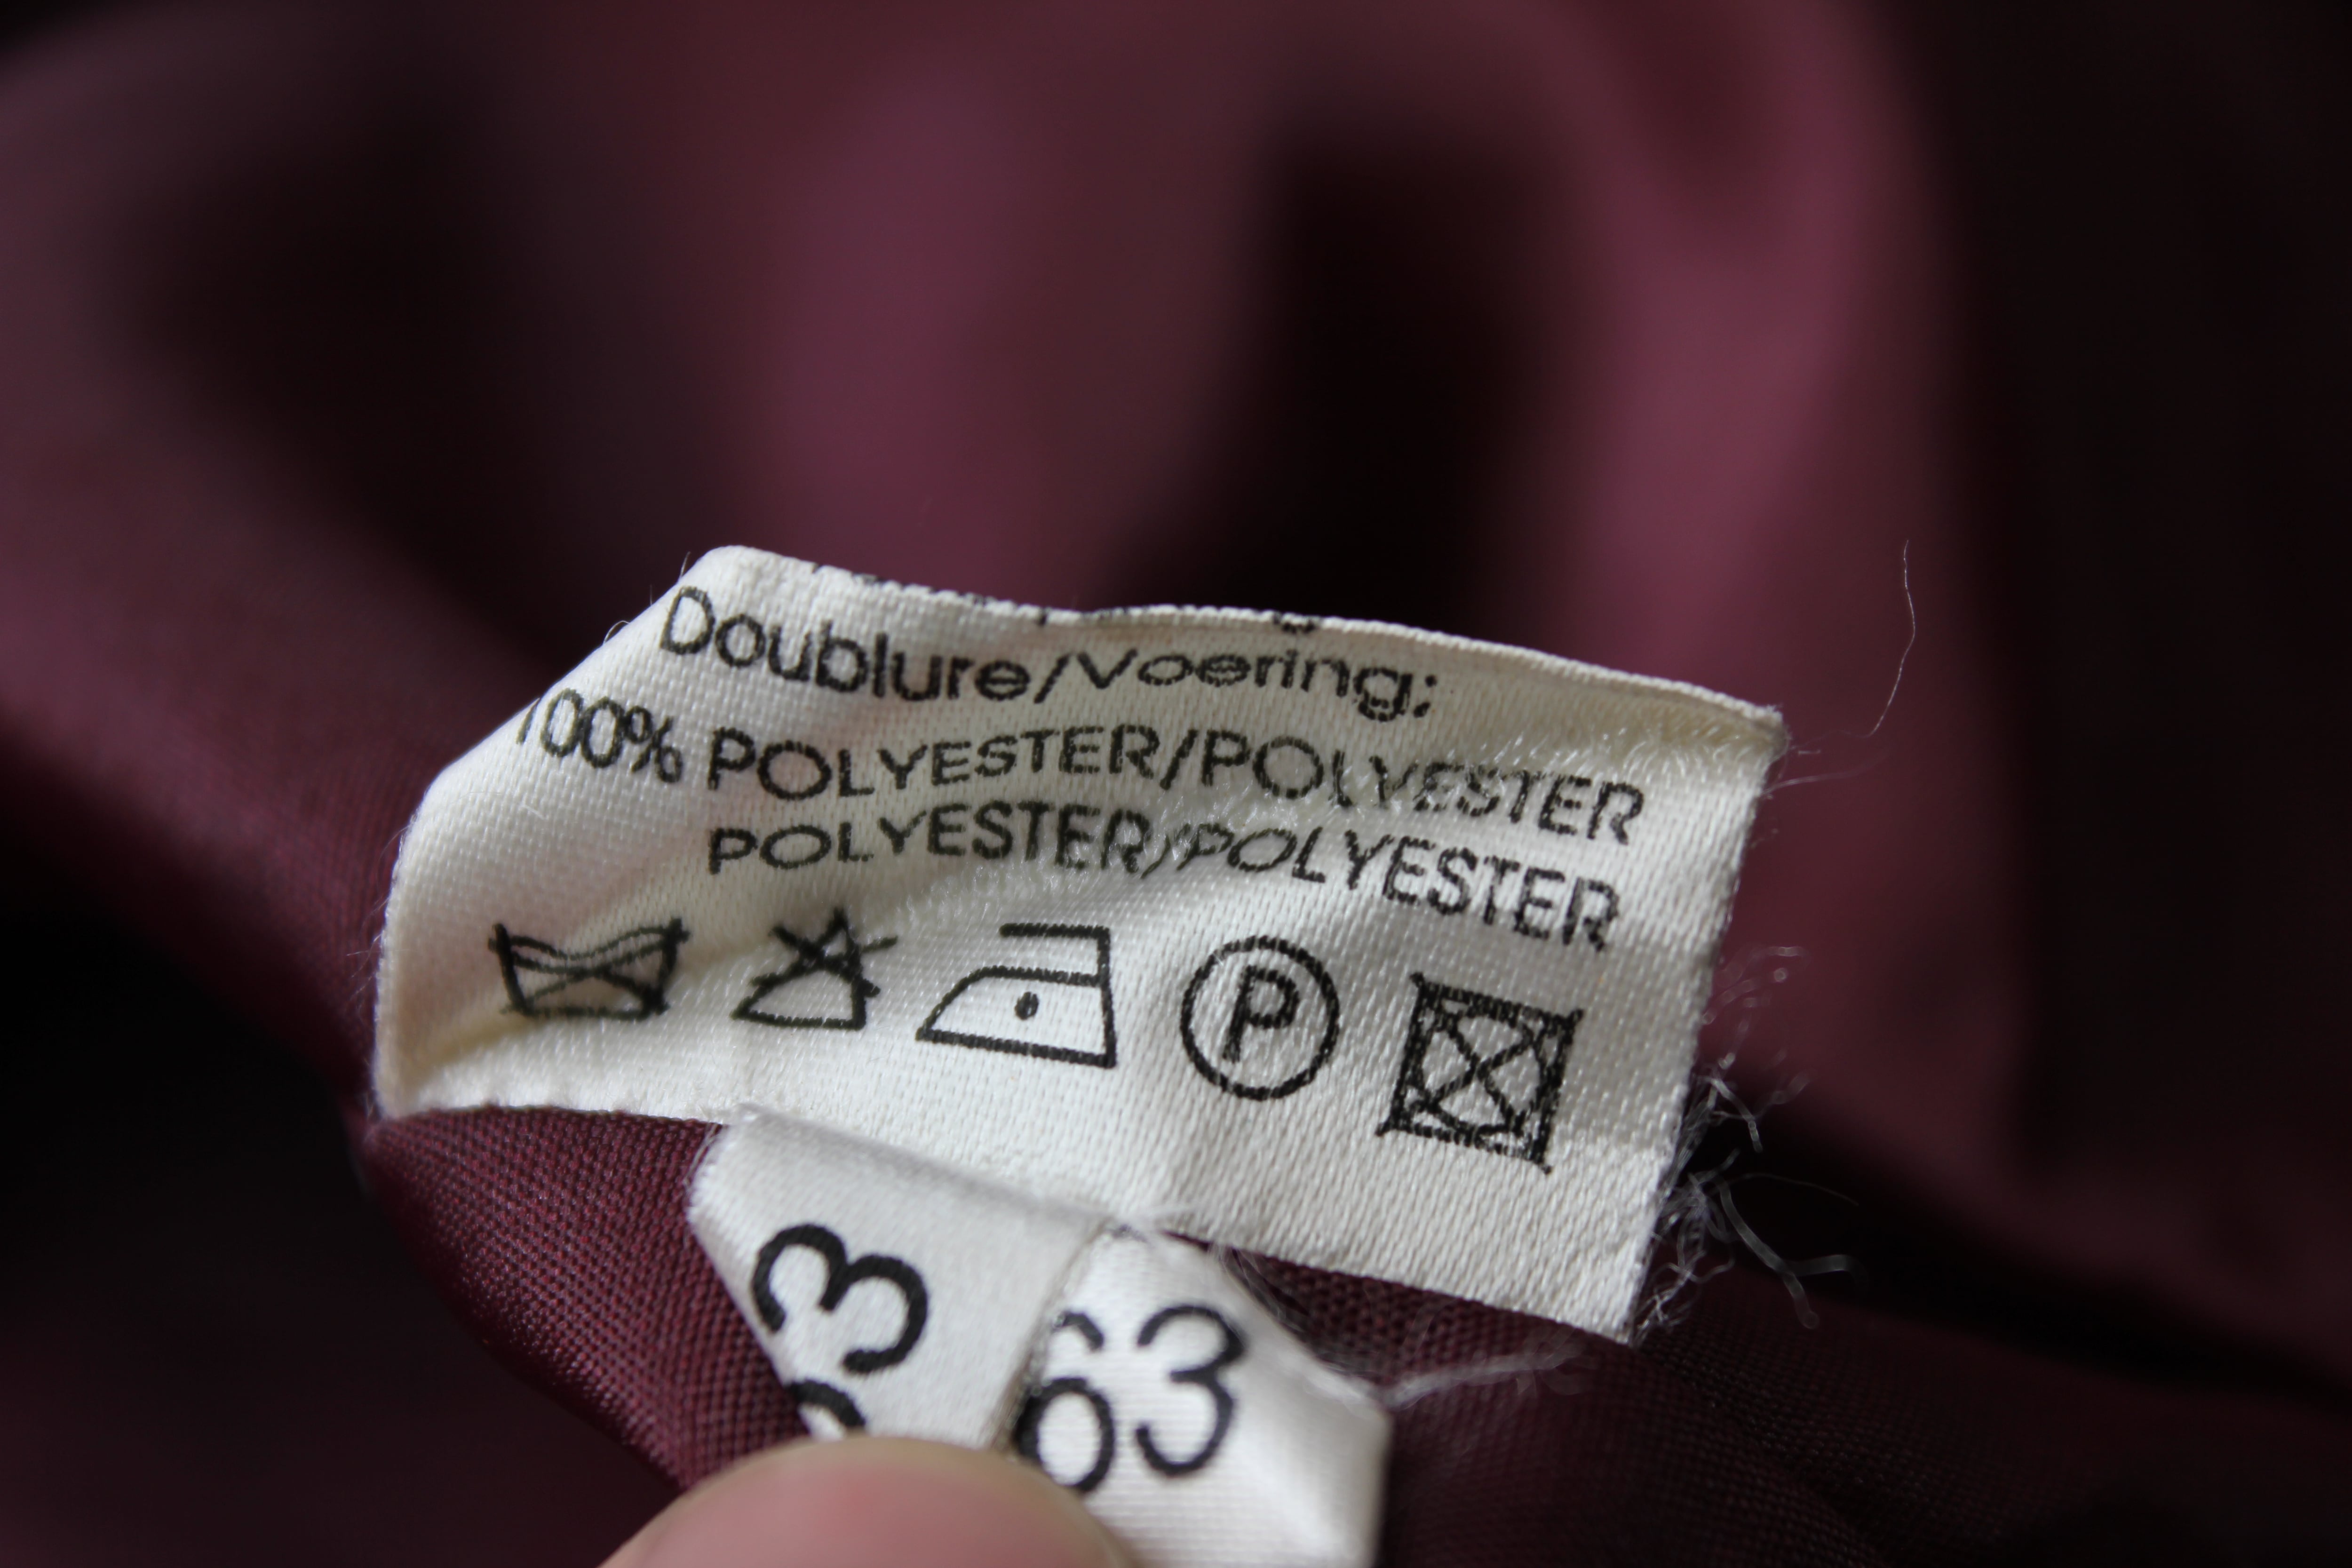 Doublure/Voering:
100% POLYESTER/POLYESTER
POLYESTER/POLYESTER
P
63